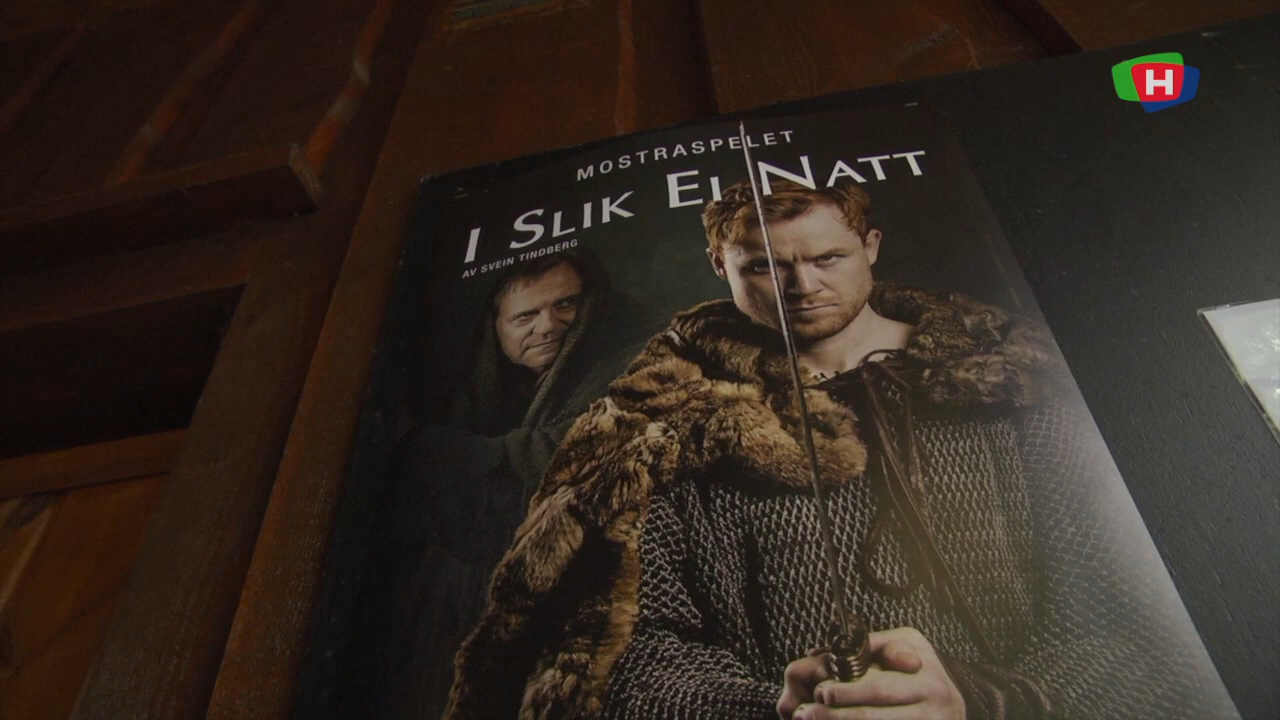 MOSTRASPELET
I SLIK EI NATT
AV SVEIN TINDBERG
H